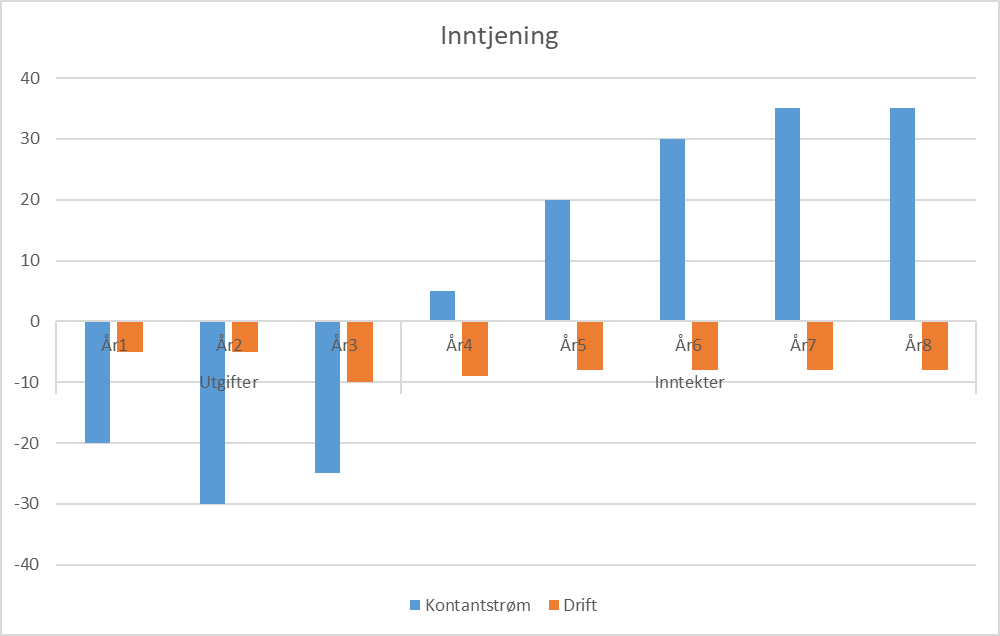 Inntjening
40
30
20
10
0
-10
-20
-30
-40
År1 År2 År3 År4 År5 År6 År7 År8
Utgifter Inntekter
Kontantstrøm Drift